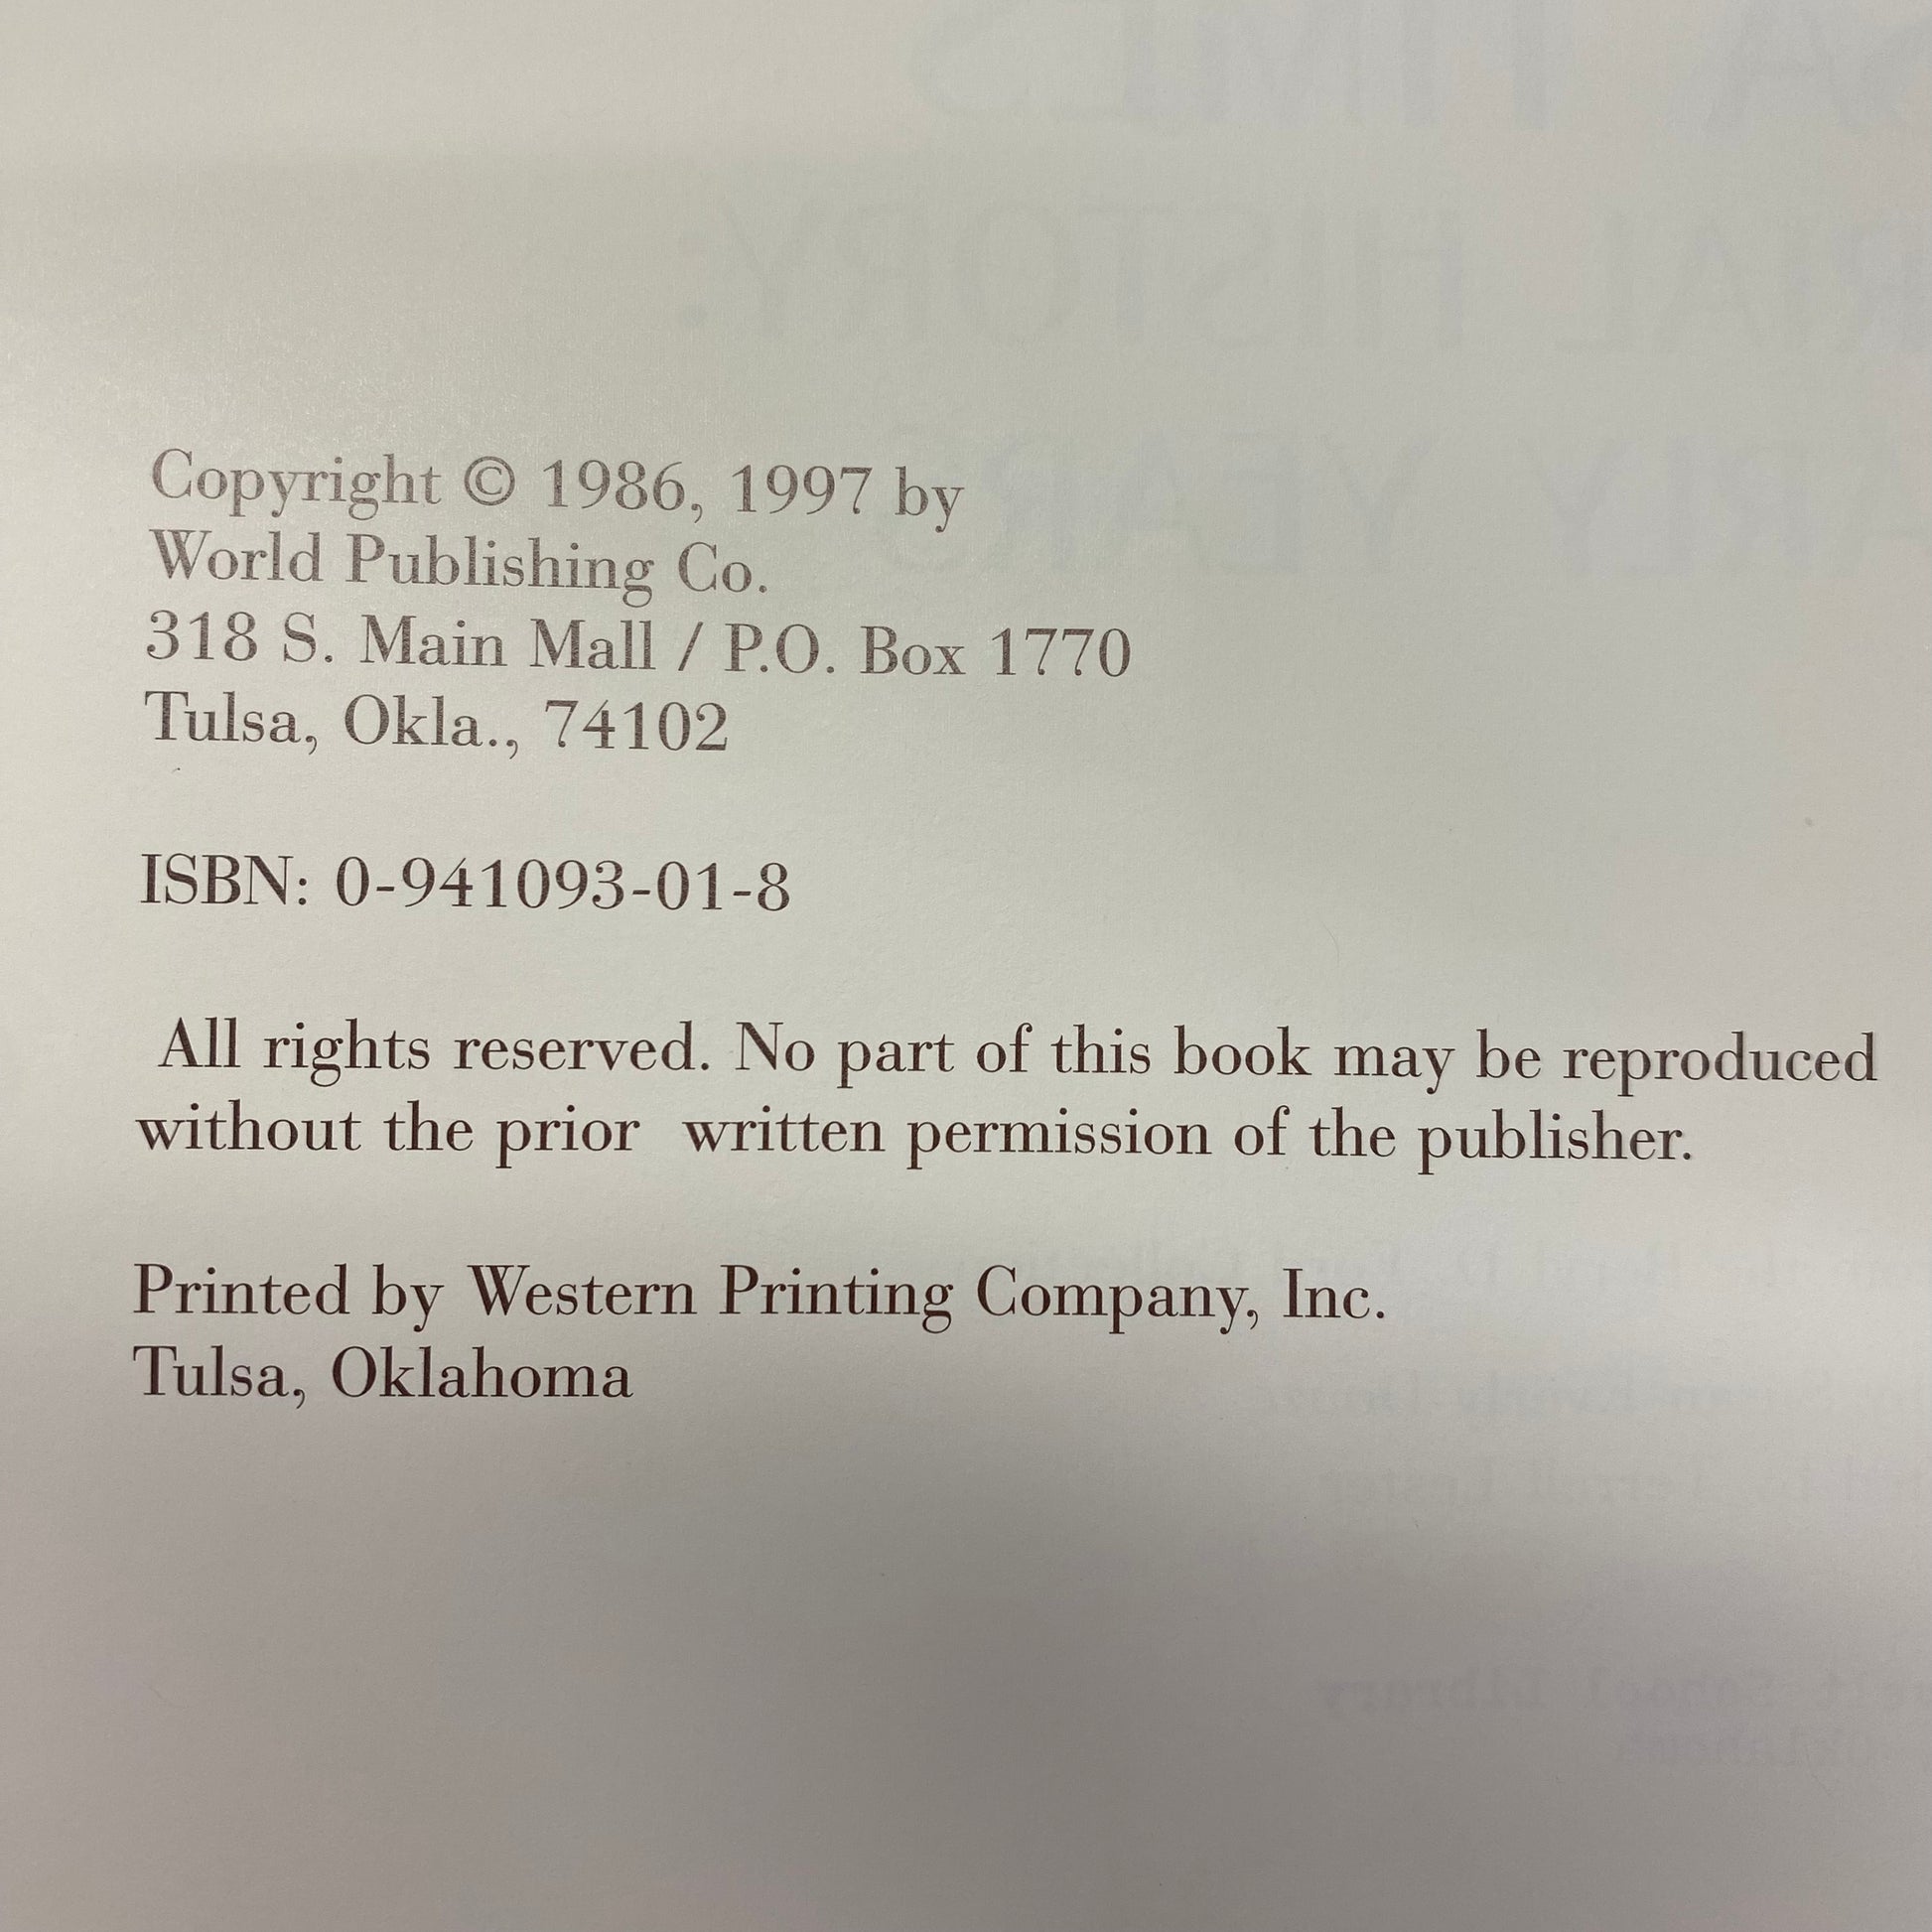 Copyright © 1986, 1997 by
World Publishing Co.
318 S. Main Mall / P.O. Box 1770
Tulsa, Okla., 74102
ISBN: 0-941093-01-8
All rights reserved. No part of this book may be reproduced
without the prior written permission of the publisher.
Printed by Western Printing Company, Inc.
Tulsa, Oklahoma